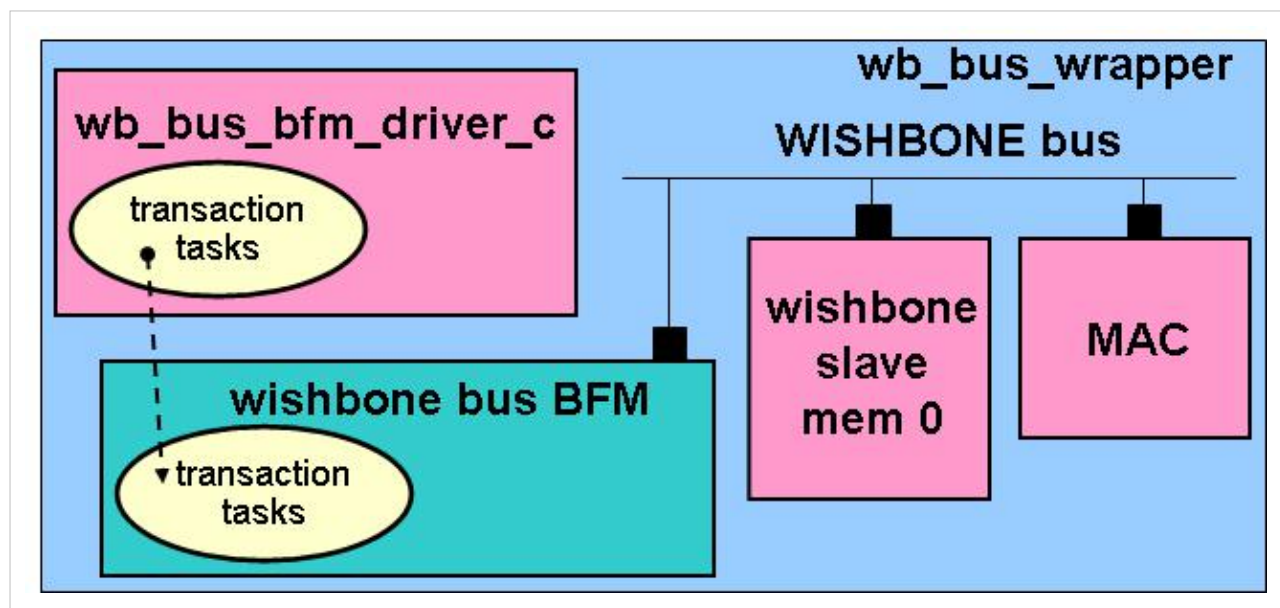 wb_bus_wrapper
wb_bus_bfm_driver_c
transaction
tasks
WISHBONE bus
wishbone
slave
mem 0
MAC
wishbone bus BFM
transaction
tasks